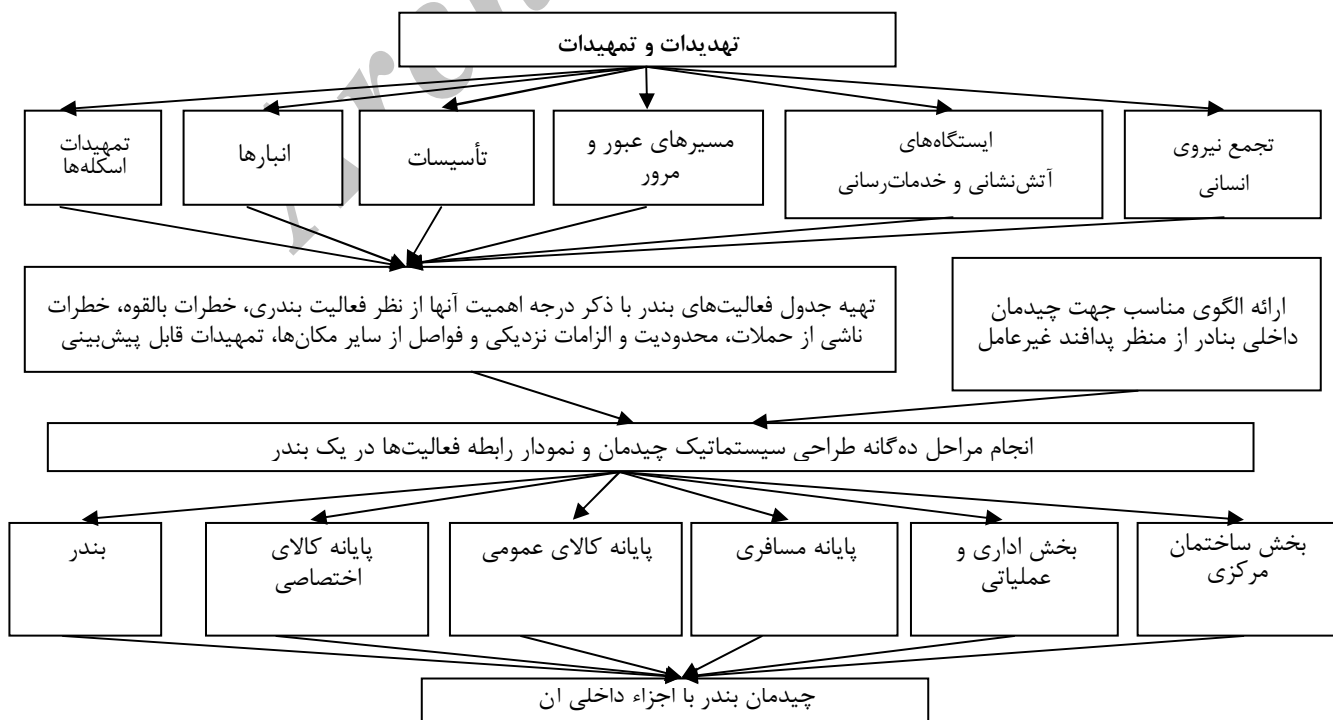 تهدیدات و تمهیدات
تجمع نیروی
انسانی
ایستگاه‌های
آتش‌نشانی و خدمات‌رسانی
مسیرهای عبور و
مرور
تأسیسات
انبارها
تمهیدات
اسکله‌ها
ارائه الگوی مناسب جهت چیدمان
داخلی بنادر از منظر پدافند غیرعامل
تهیه جدول فعالیت‌های بندر با ذکر درجه اهمیت آنها از نظر فعالیت بندری، خطرات بالقوه، خطرات
ناشی از حملات، محدودیت و الزامات نزدیکی و فواصل از سایر مکان‌ها، تمهیدات قابل پیش‌بینی
انجام مراحل ده‌گانه طراحی سیستماتیک چیدمان و نمودار رابطه فعالیت‌ها در یک بندر
بخش ساختمان
مرکزی
بخش اداری و
عملیاتی
پایانه مسافری
پایانه کالای عمومی
پایانه کالای
اختصاصی
بندر
چیدمان بندر با اجزاء داخلی ان